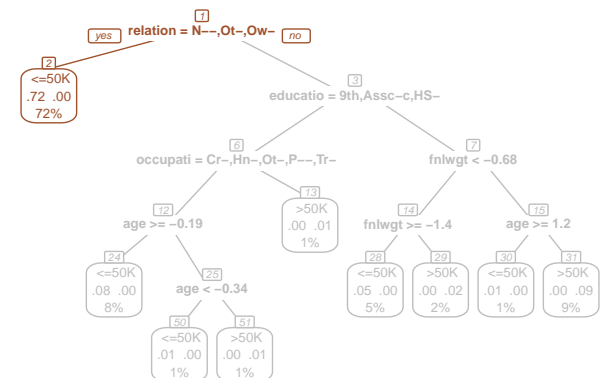 1
relation = N--,Ot-,Ow-
yes
no
2
<=50K
.72 .00
72%
3
educatio = 9th,Assc-c,HS-
6
occupati = Cr-,Hn-,Ot-,P--,Tr-
7
fnlwgt < -0.68
12
age >= -0.19
13
>50K
.00 .01
1%
14
fnlwgt >= -1.4
15
age >= 1.2
24
<=50K
.08 .00
8%
25
age < -0.34
28
<=50K
.05 .00
5%
29
>50K
.00 .02
2%
30
<=50K
.01 .00
1%
31
>50K
.00 .09
9%
50
<=50K
.01 .00
1%
51
>50K
.00 .01
1%